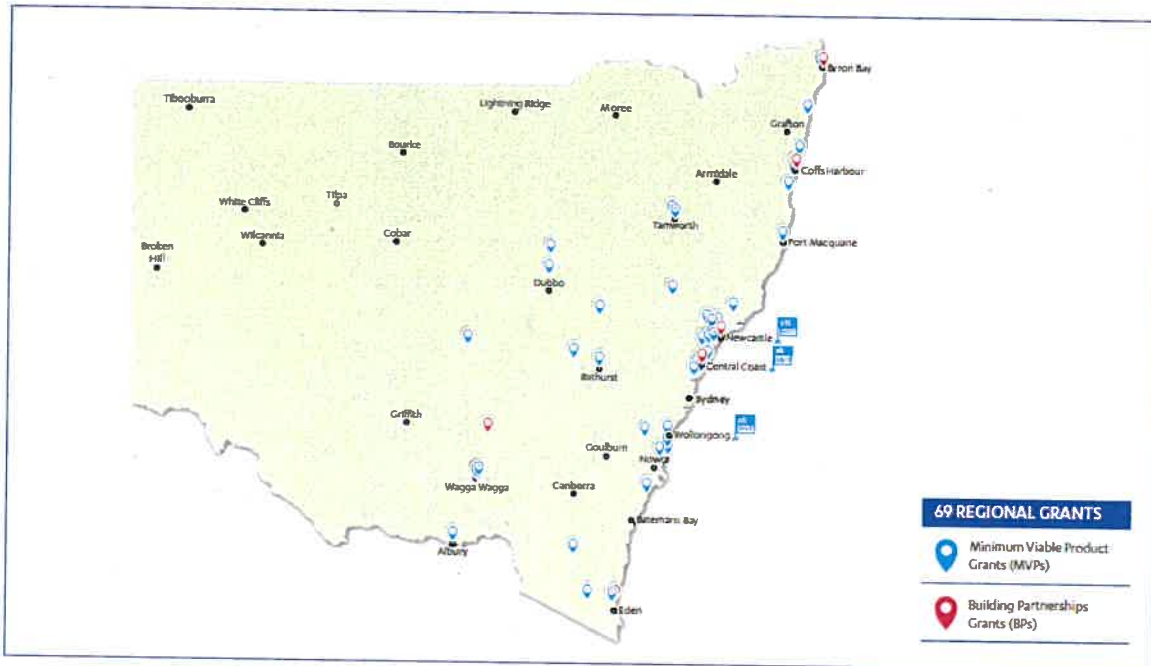 Byron Bay
Tibooburra
Lightning Ridge
Moree
Grafton
Bourke
Coffs Harbour
Armidale
White Cliffs
Tilpa
Tamworth
Wilcannia
Cobar
Port Macquarie
Broken
Hill
Dubbo
Newcastle
Central Coast
Bathurst
Sydney
Griffith
Wollongong
Goulburn
Nowra
Wagga Wagga
Canberra
Batemans Bay
Albury
Eden
69 REGIONAL GRANTS
Minimum Viable Product
Grants (MVPs)
Building Partnerships
Grants (BPs)